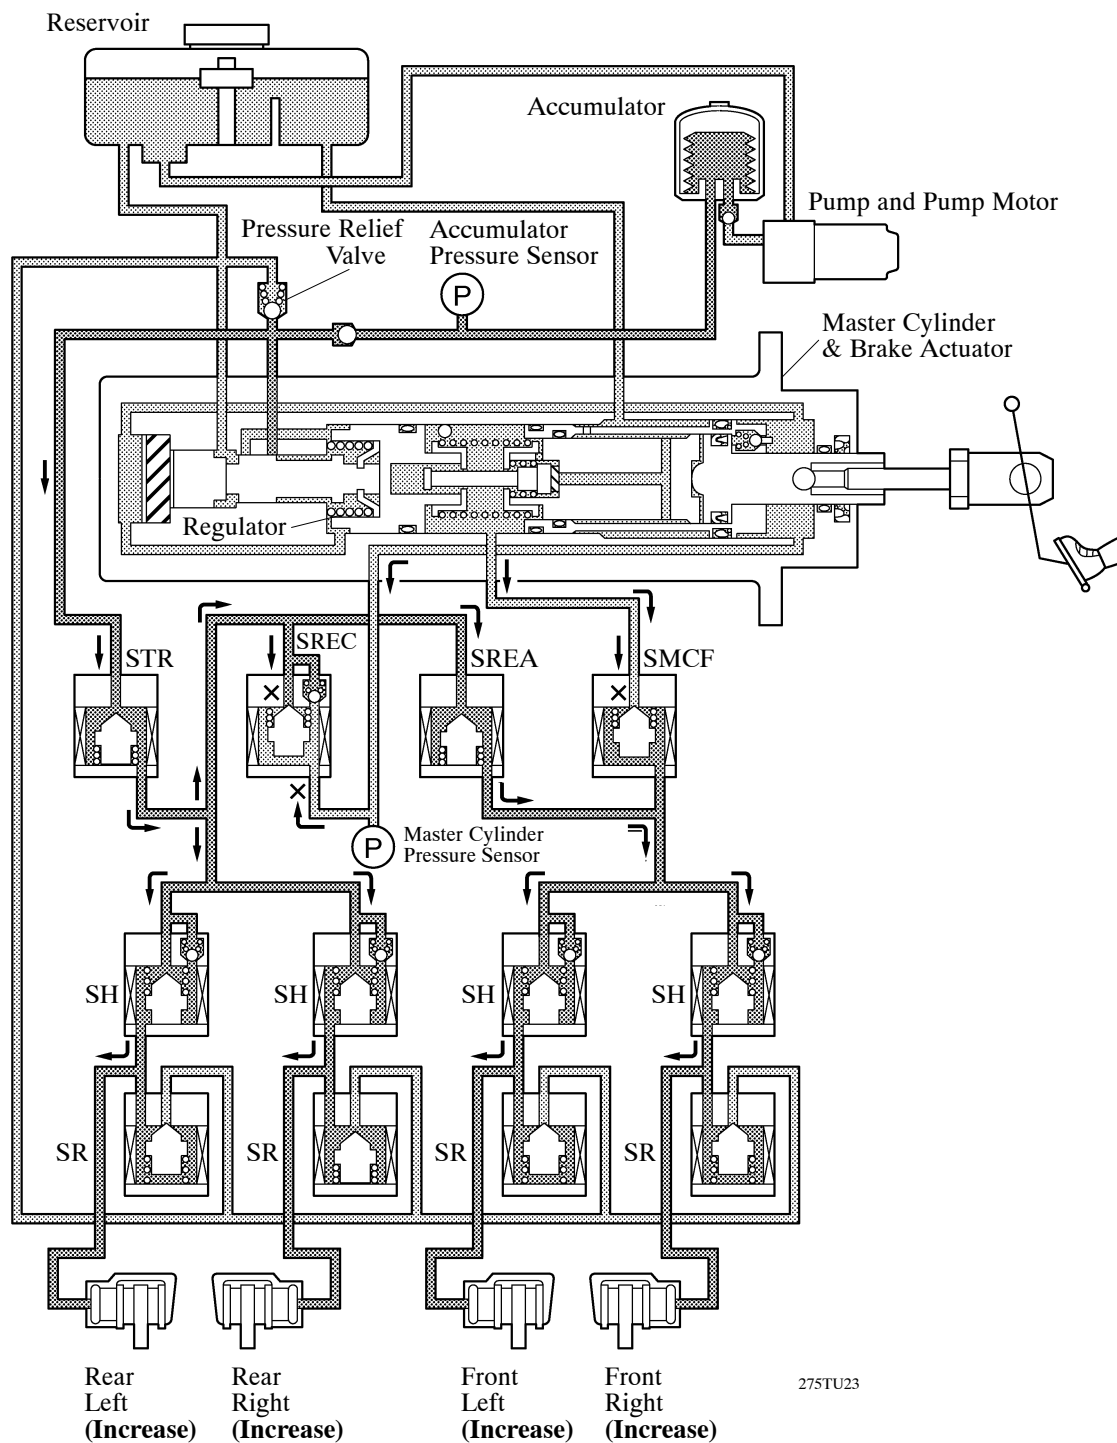 Reservoir
Accumulator
Pump and Pump Motor
Pressure Relief
Valve
Accumulator
Pressure Sensor
P
Master Cylinder
& Brake Actuator
Regulator
STR
SREC
SREA
SMCF
P
Master Cylinder
Pressure Sensor
SH
SH
SH
SH
SR
SR
SR
SR
Rear
Left
(Increase)
Rear
Right
(Increase)
Front
Left
(Increase)
Front
Right
(Increase)
275TU23